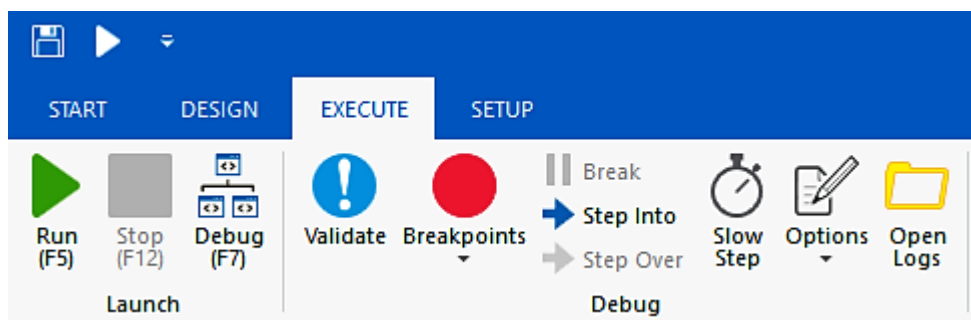 START DESIGN EXECUTE SETUP
Run
(F5)
Stop
(F12)
Debug
(F7)
Launch
Validate
Breakpoints
Break
Step Into
Step Over
Slow
Step
Options
Open
Logs
Debug